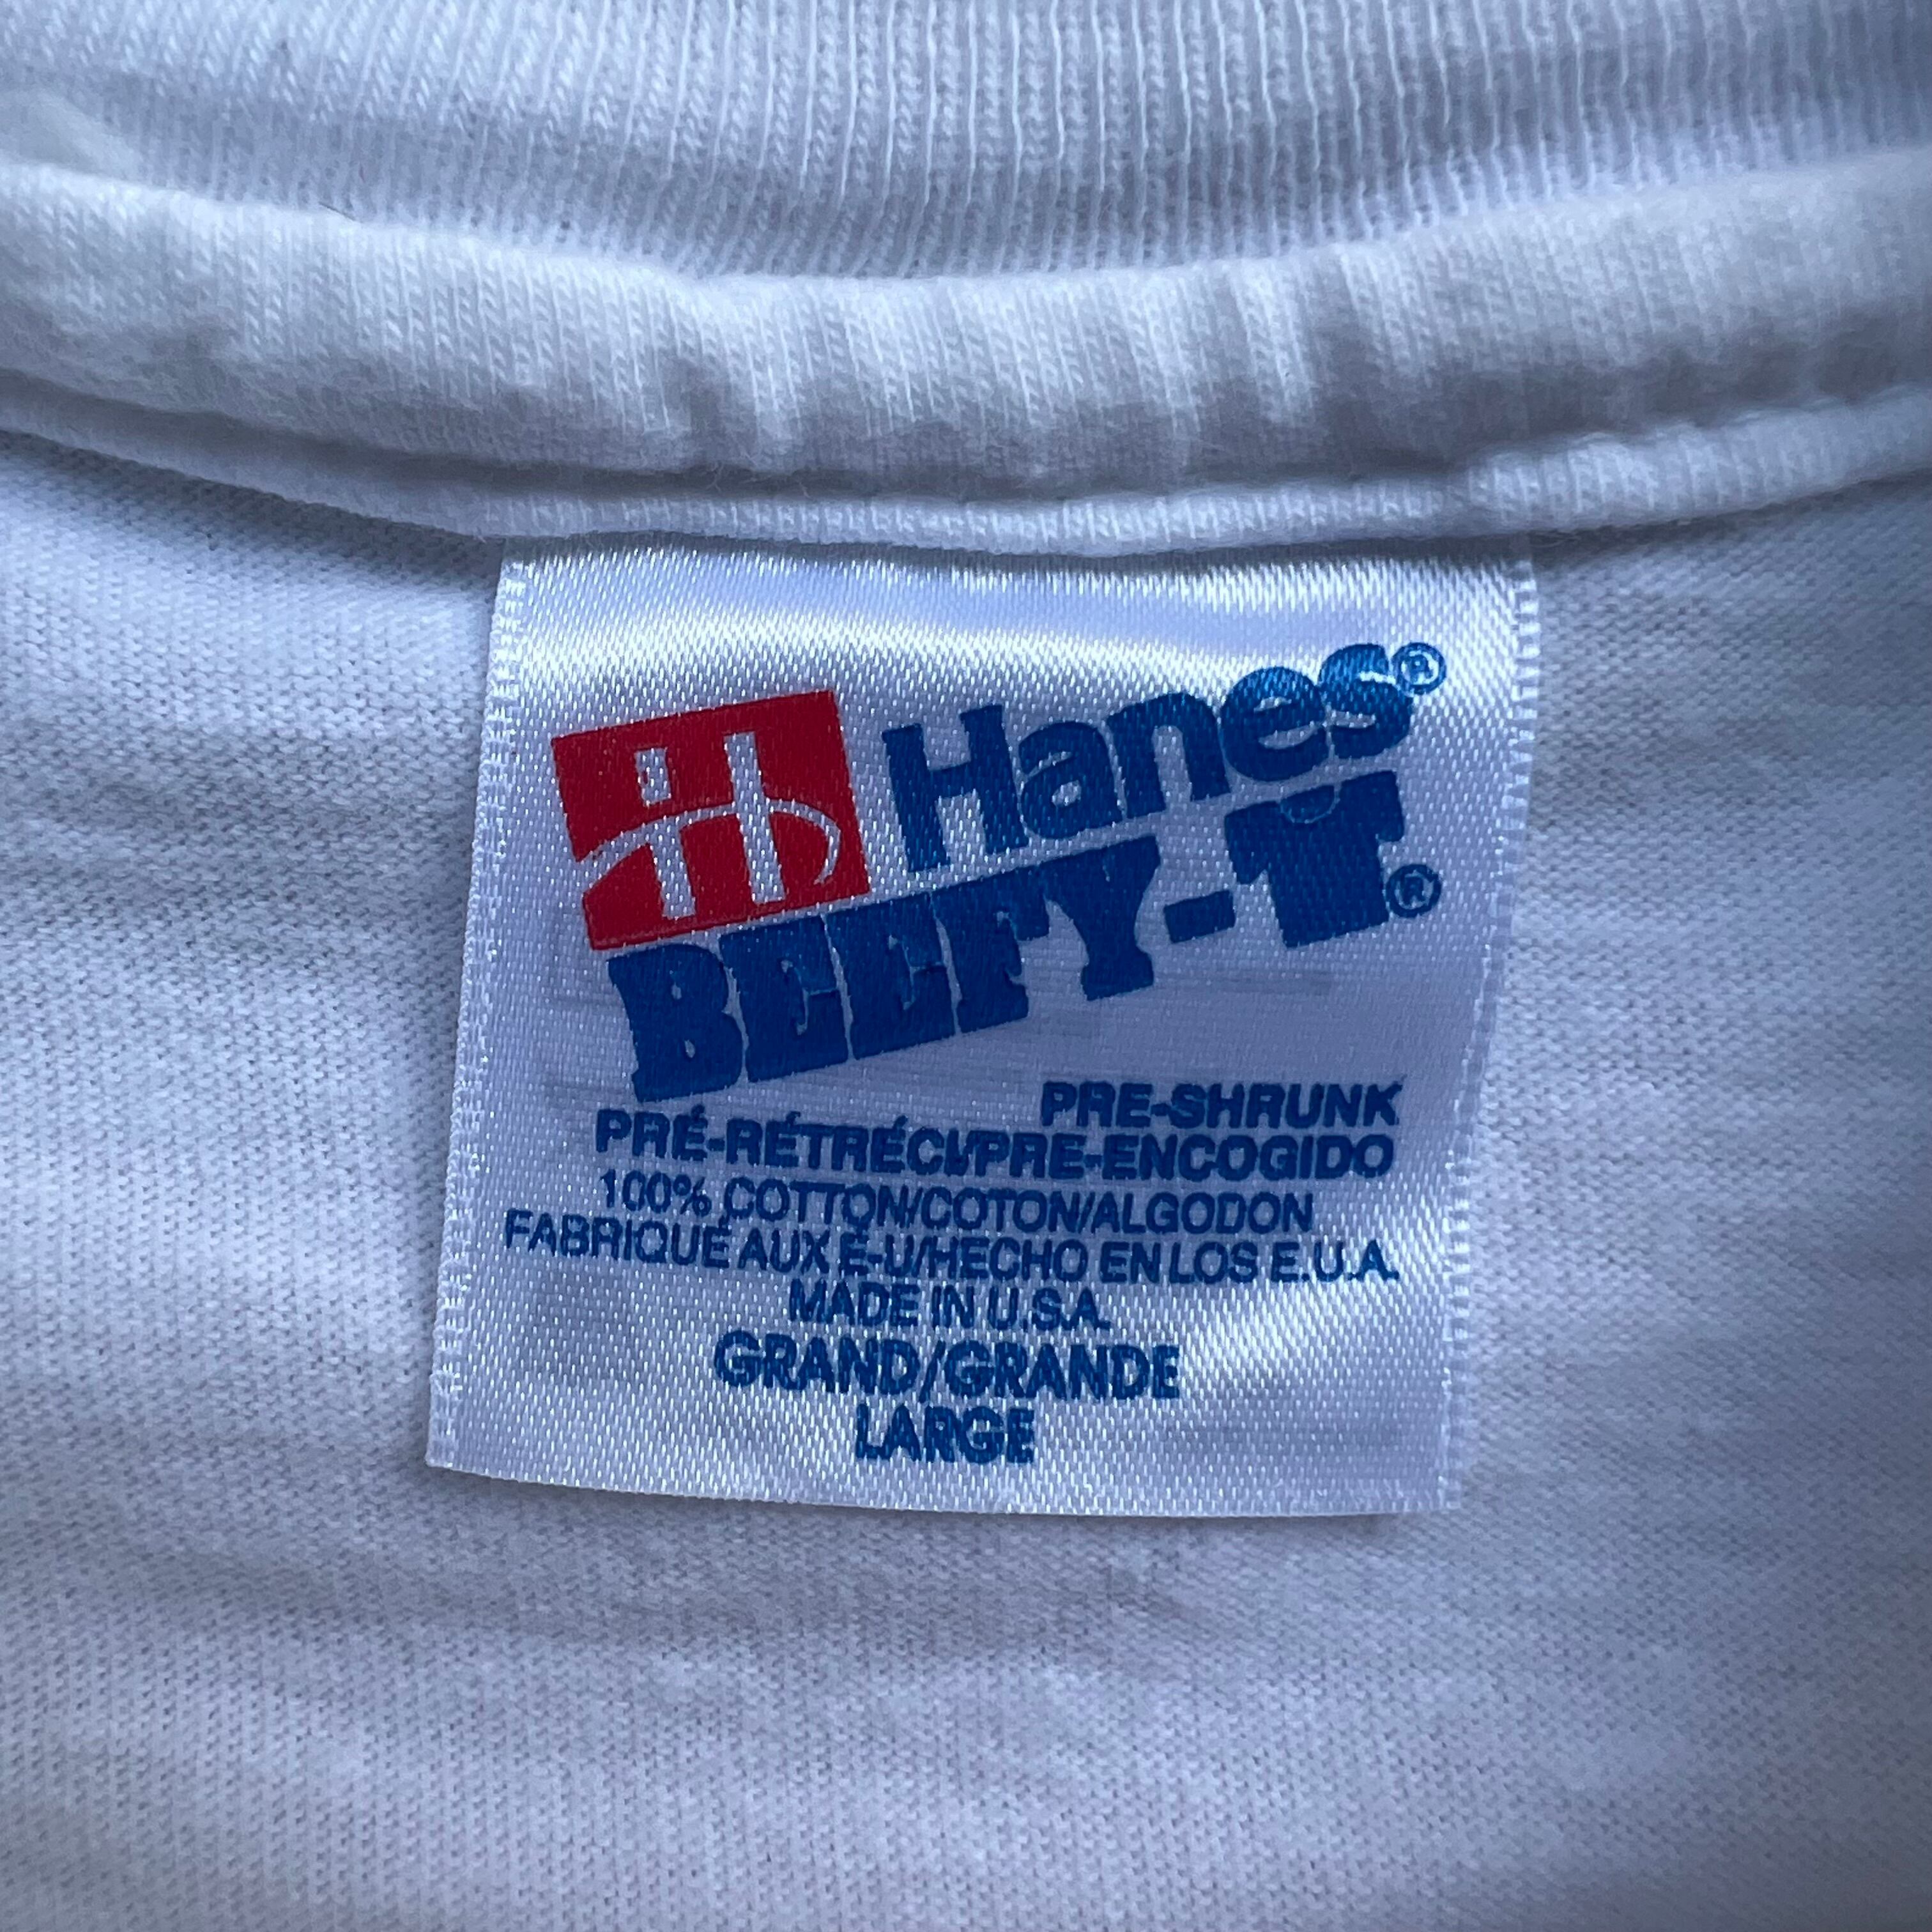 Hanes®
BEEFY-T®
PRE-SHRUNK
PRÉ-RÉTRÉCI/PRE-ENCOGIDO
100% COTTON/COTON/ALGODON
FABRIQUÉ AUX É-U/HECHO EN LOS E.U.A.
MADE IN U.S.A.
GRAND/GRANDE
LARGE